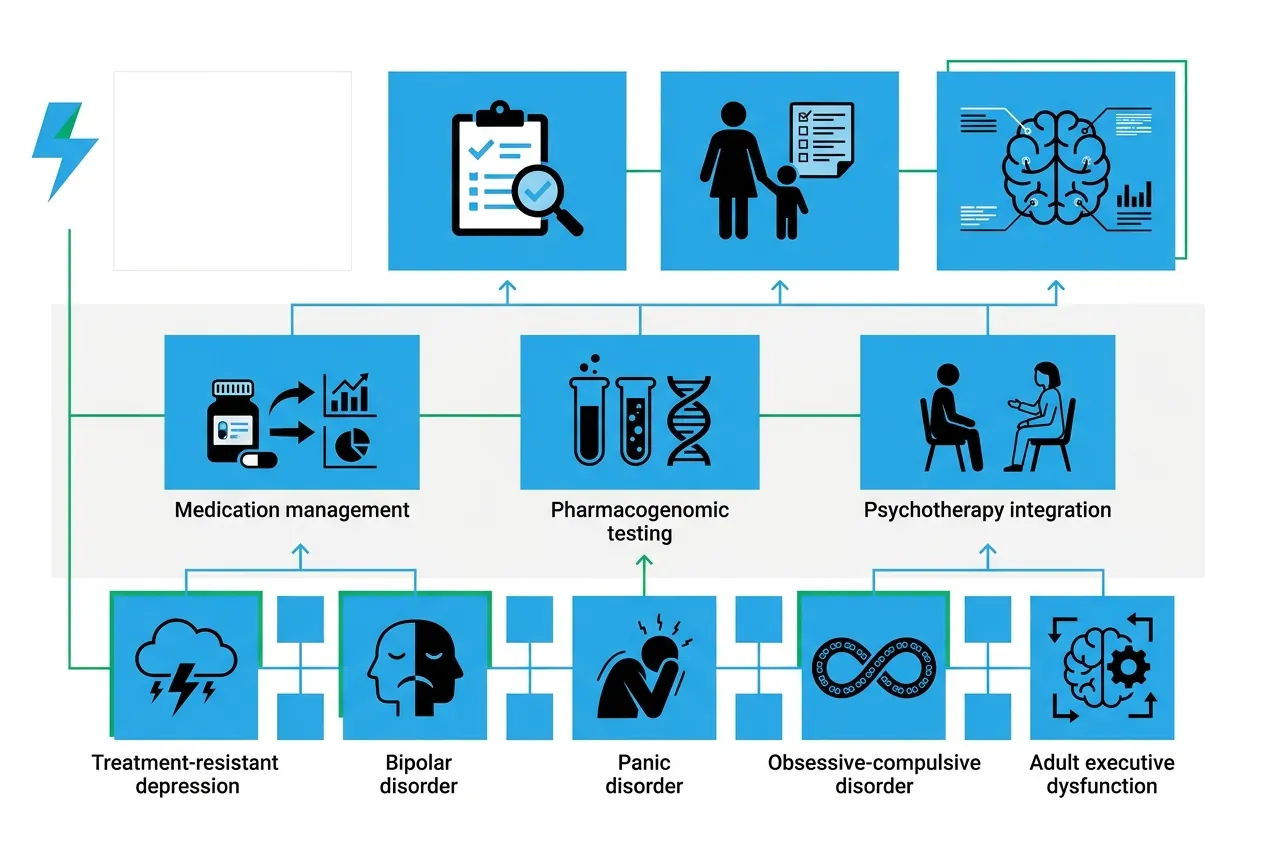 Medication management
Pharmacogenomic
testing
Psychotherapy integration
Treatment-resistant
depression
Bipolar
disorder
Panic
disorder
Obsessive-compulsive
disorder
Adult executive
dysfunction